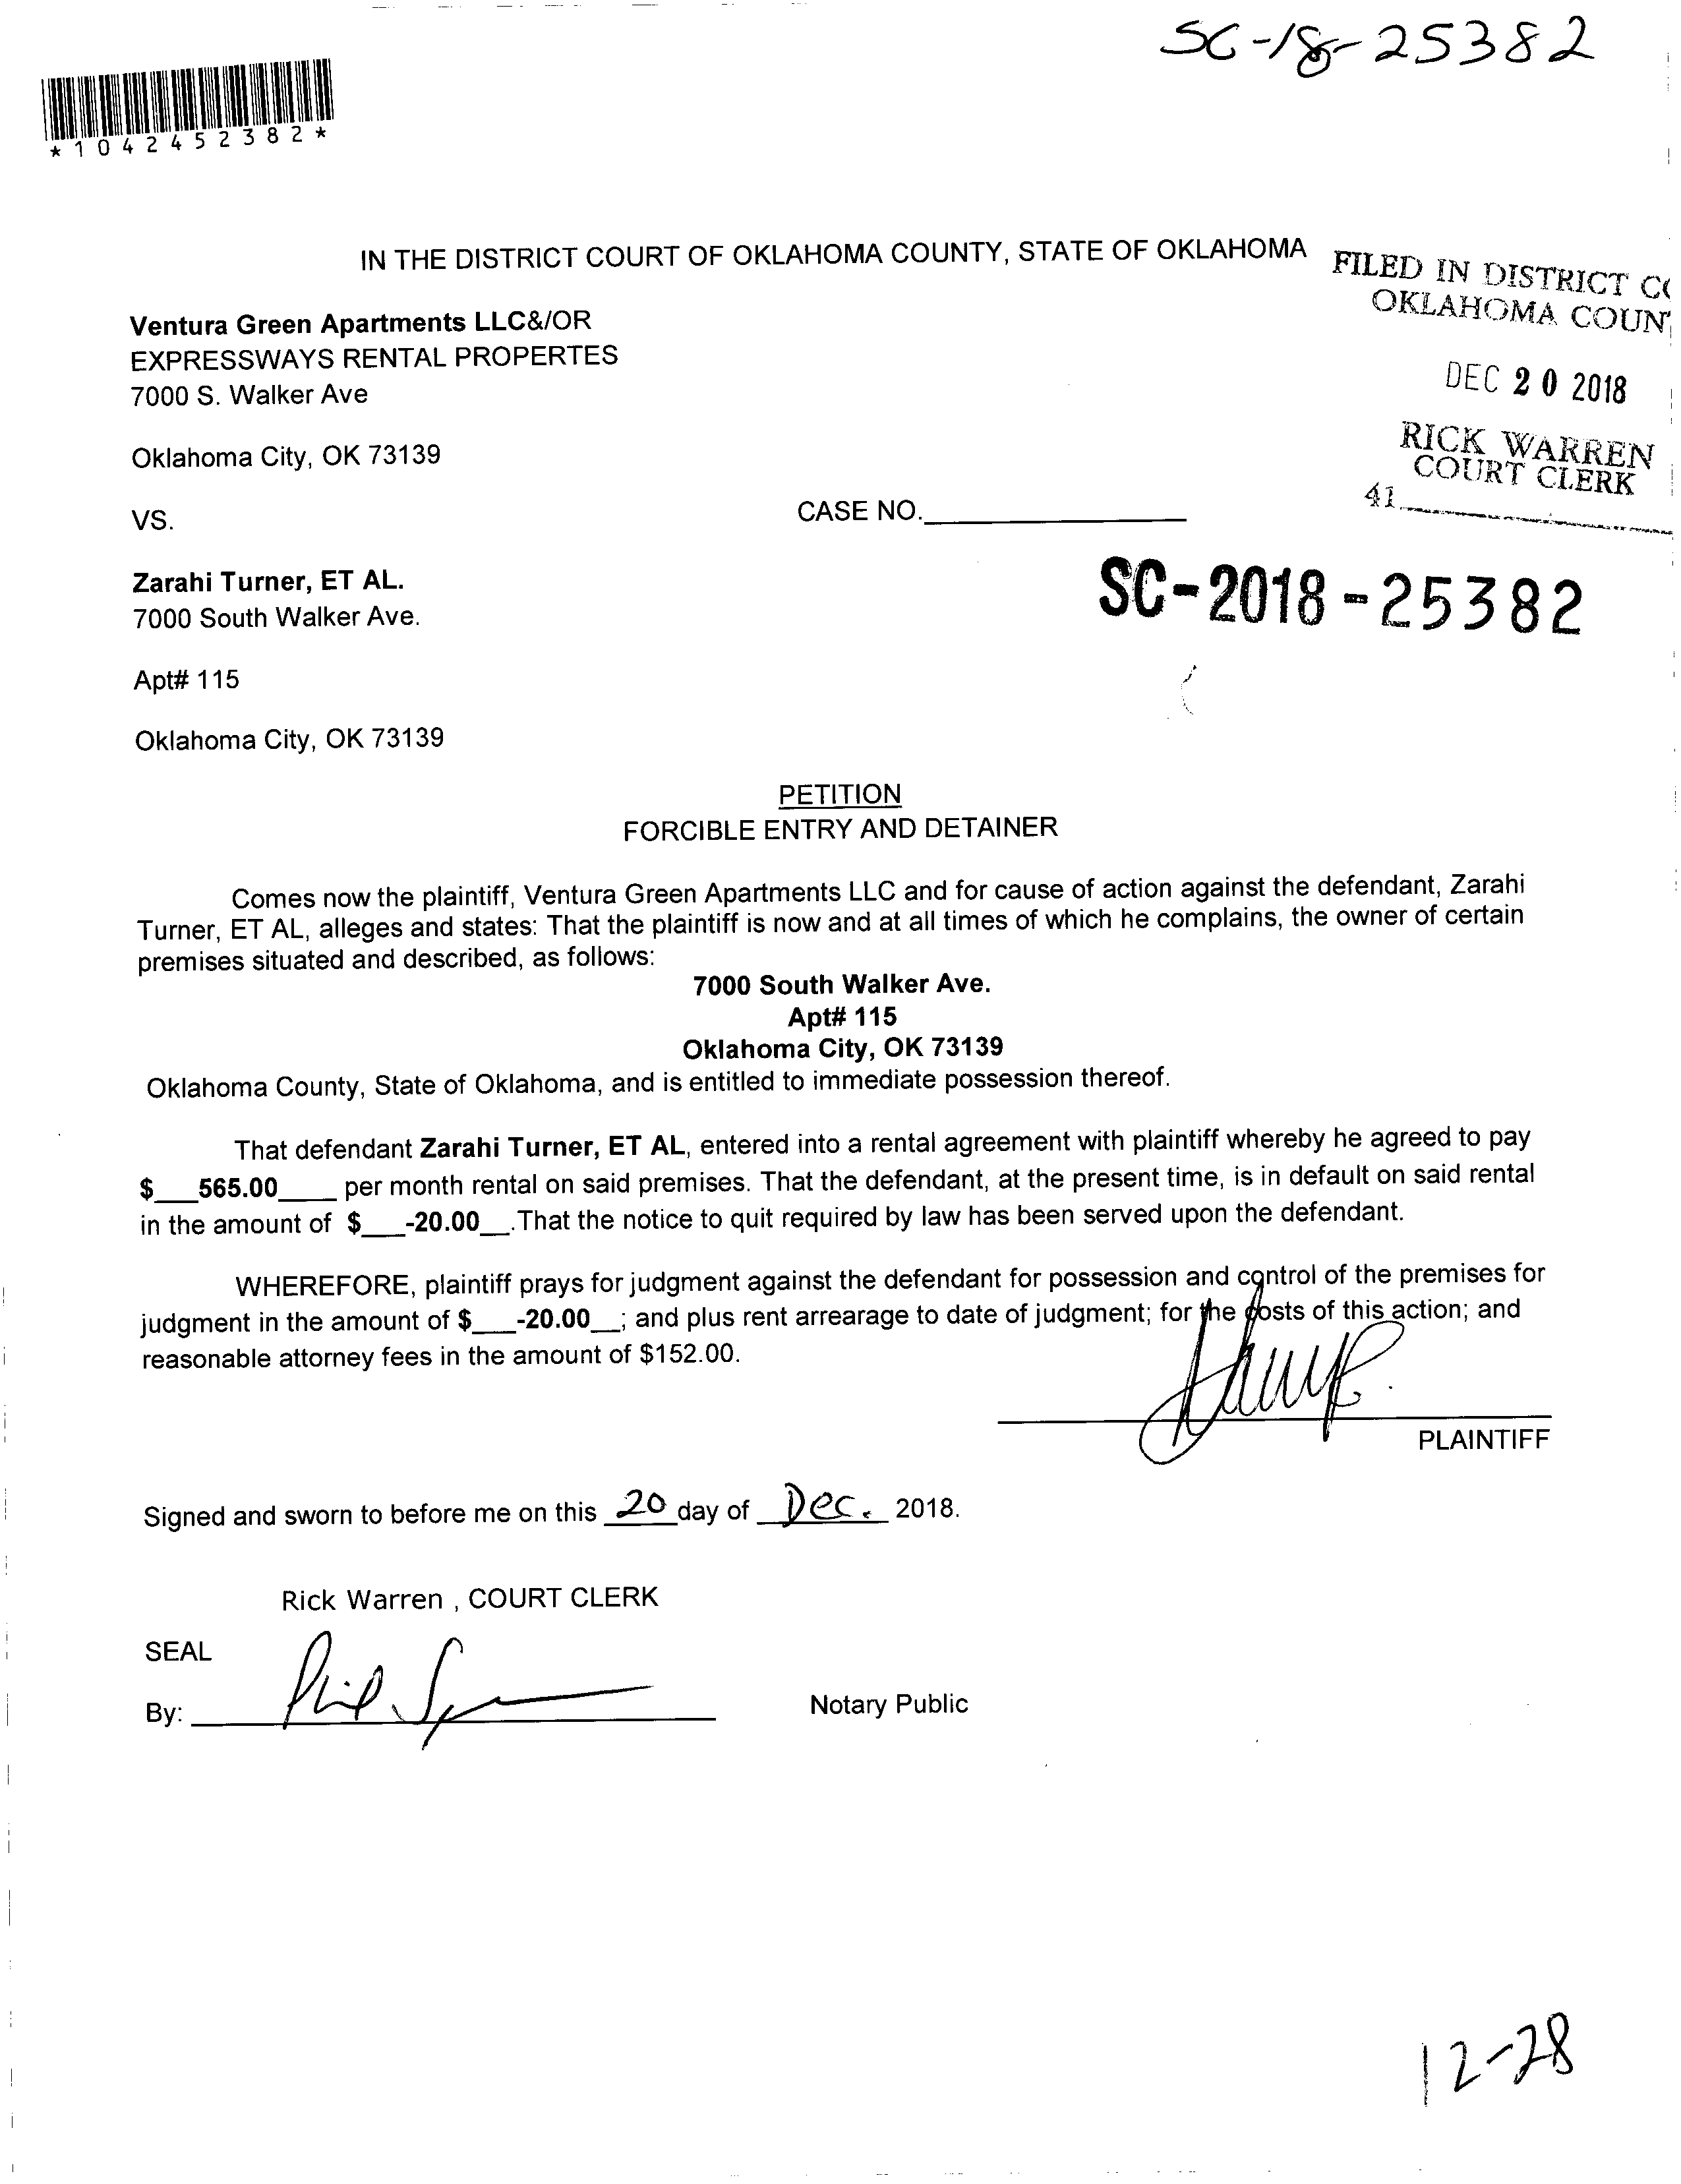 SC-18-25382
*1042452382*
IN THE DISTRICT COURT OF OKLAHOMA COUNTY, STATE OF OKLAHOMA
FILED IN DISTRICT CO
OKLAHOMA COUN
Ventura Green Apartments LLC&/OR
EXPRESSWAYS RENTAL PROPERTES
7000 S. Walker Ave
DEC 20 2018
Oklahoma City, OK 73139
RICK WARREN
COURT CLERK
41
VS.
CASE NO.
Zarahi Turner, ET AL.
7000 South Walker Ave.
SC-2018-25382
Apt# 115
Oklahoma City, OK 73139
PETITION
FORCIBLE ENTRY AND DETAINER
Comes now the plaintiff, Ventura Green Apartments LLC and for cause of action against the defendant, Zarahi
Turner, ET AL, alleges and states: That the plaintiff is now and at all times of which he complains, the owner of certain
premises situated and described, as follows:
7000 South Walker Ave.
Apt# 115
Oklahoma City, OK 73139
Oklahoma County, State of Oklahoma, and is entitled to immediate possession thereof.
That defendant Zarahi Turner, ET AL, entered into a rental agreement with plaintiff whereby he agreed to pay
$___565.00____ per month rental on said premises. That the defendant, at the present time, is in default on said rental
in the amount of $___-20.00__.That the notice to quit required by law has been served upon the defendant.
WHEREFORE, plaintiff prays for judgment against the defendant for possession and control of the premises for
judgment in the amount of $___-20.00__; and plus rent arrearage to date of judgment; for the costs of this action; and
reasonable attorney fees in the amount of $152.00.
PLAINTIFF
Signed and sworn to before me on this 20 day of Dec. 2018.
Rick Warren , COURT CLERK
SEAL
By:
Notary Public
12-28